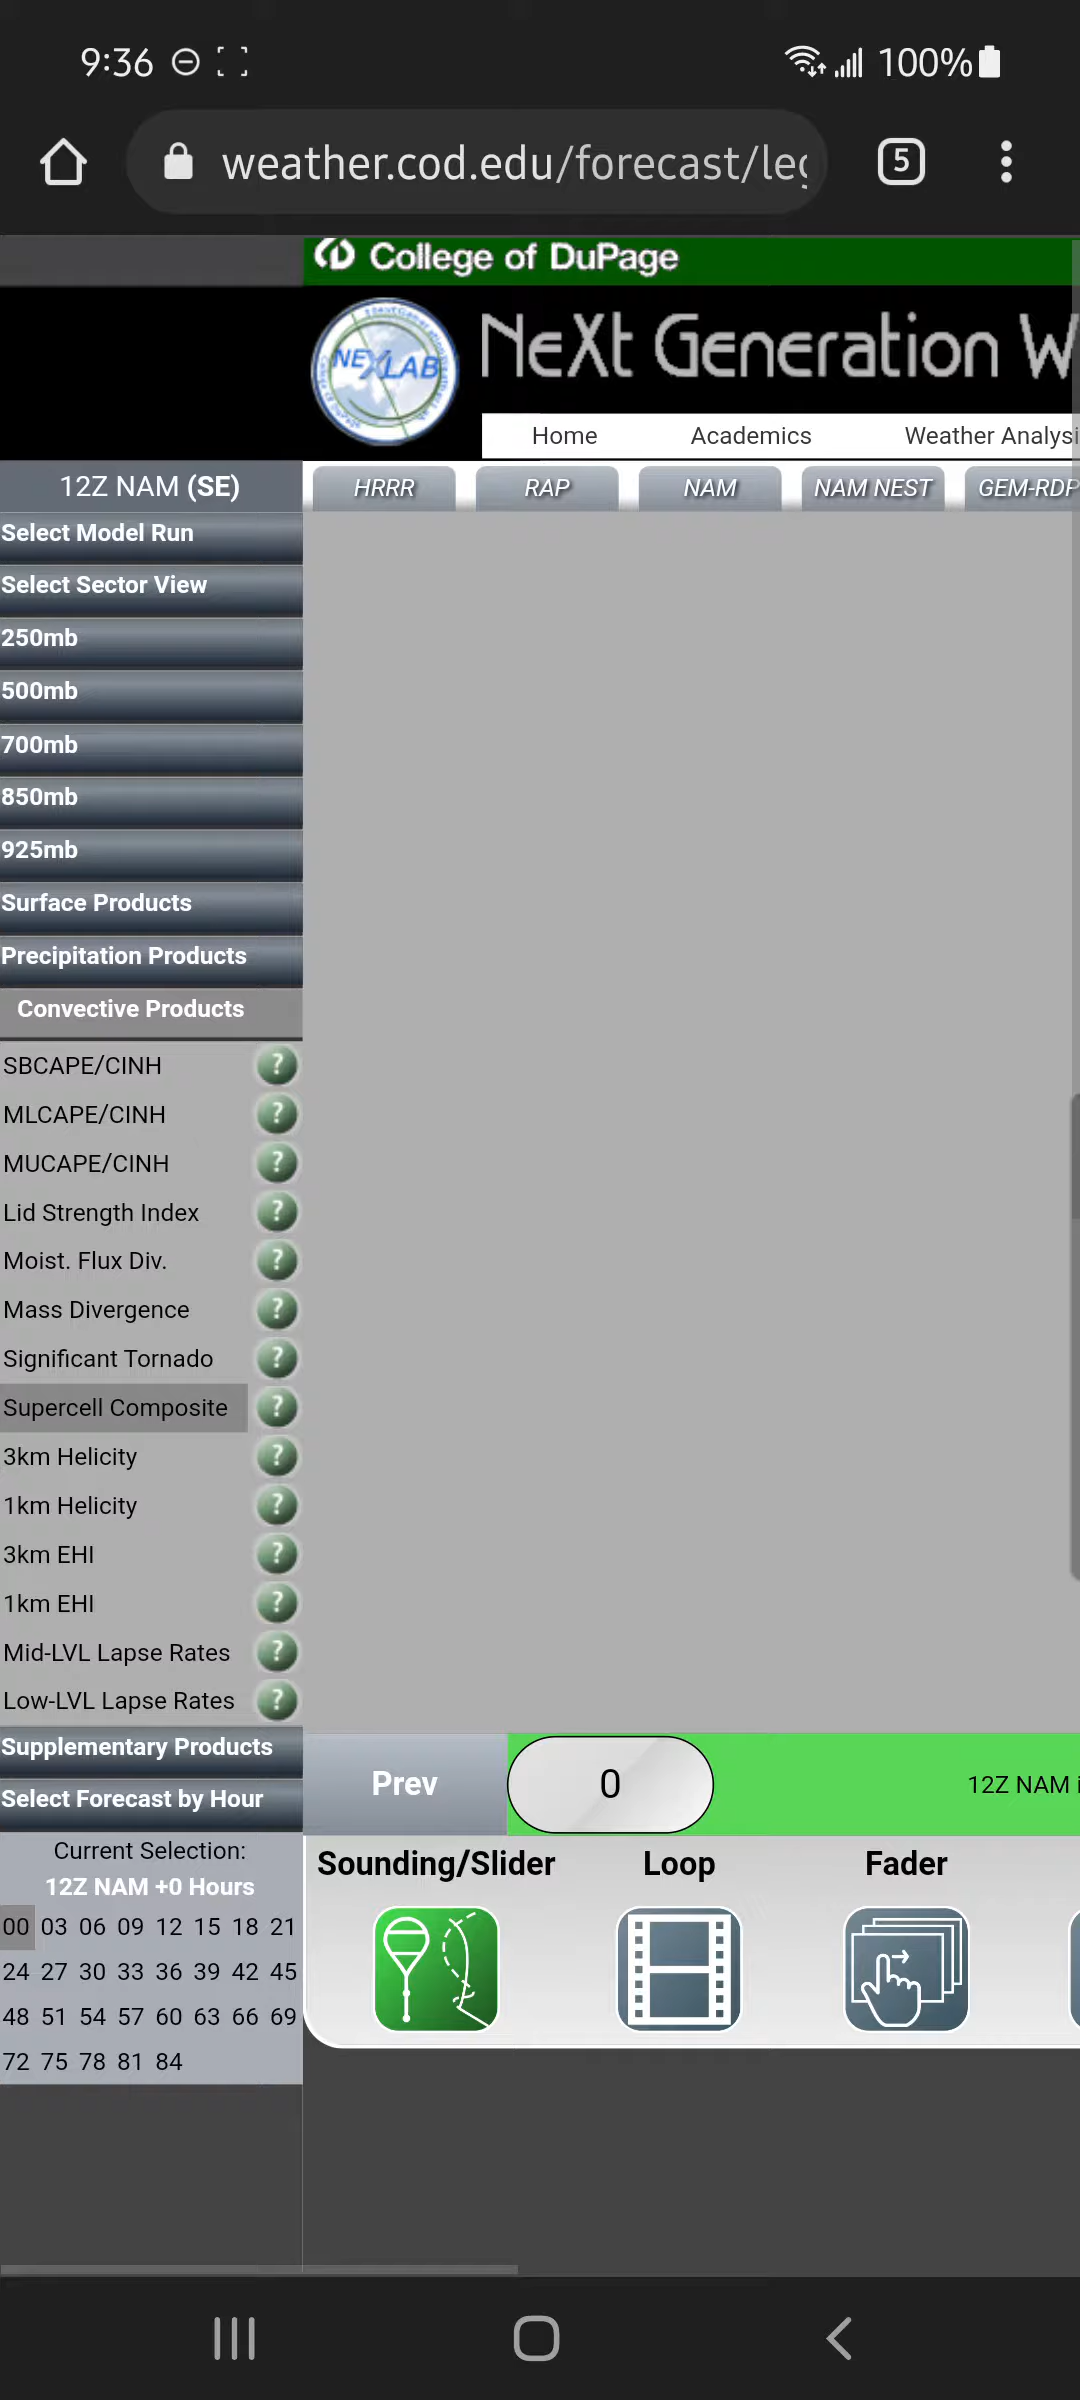 9:36
100%
weather.cod.edu/forecast/leg
5
College of DuPage
NEXLAB
NeXt Generation W
Home Academics Weather Analysi
12Z NAM (SE)
HRRR RAP NAM NAM NEST GEM-RDP
Select Model Run
Select Sector View
250mb
500mb
700mb
850mb
925mb
Surface Products
Precipitation Products
Convective Products
SBCAPE/CINH ?
MLCAPE/CINH ?
MUCAPE/CINH ?
Lid Strength Index ?
Moist. Flux Div. ?
Mass Divergence ?
Significant Tornado ?
Supercell Composite ?
3km Helicity ?
1km Helicity ?
3km EHI ?
1km EHI ?
Mid-LVL Lapse Rates ?
Low-LVL Lapse Rates ?
Supplementary Products
Select Forecast by Hour
Prev 0 12Z NAM i
Current Selection:
12Z NAM +0 Hours
00 03 06 09 12 15 18 21
24 27 30 33 36 39 42 45
48 51 54 57 60 63 66 69
72 75 78 81 84
Sounding/Slider Loop Fader